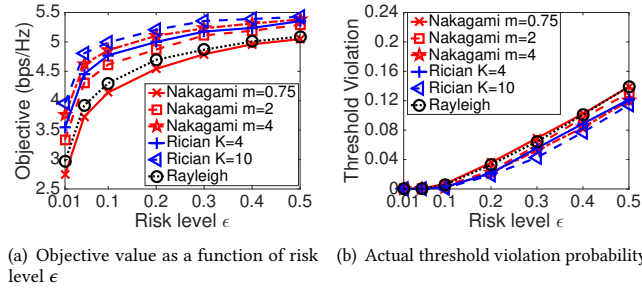 Objective (bps/Hz)
5.5
5
4.5
4
3.5
3
2.5
Nakagami m=0.75
Nakagami m=2
Nakagami m=4
Rician K=4
Rician K=10
Rayleigh
0.01 0.1 0.2 0.3 0.4 0.5
Risk level ϵ
Threshold Violation
0.24
0.20
0.16
0.12
0.08
0.04
Nakagami m=0.75
Nakagami m=2
Nakagami m=4
Rician K=4
Rician K=10
Rayleigh
0.01 0.1 0.2 0.3 0.4 0.5
Risk level ϵ
(a) Objective value as a function of risk
level ϵ
(b) Actual threshold violation probability